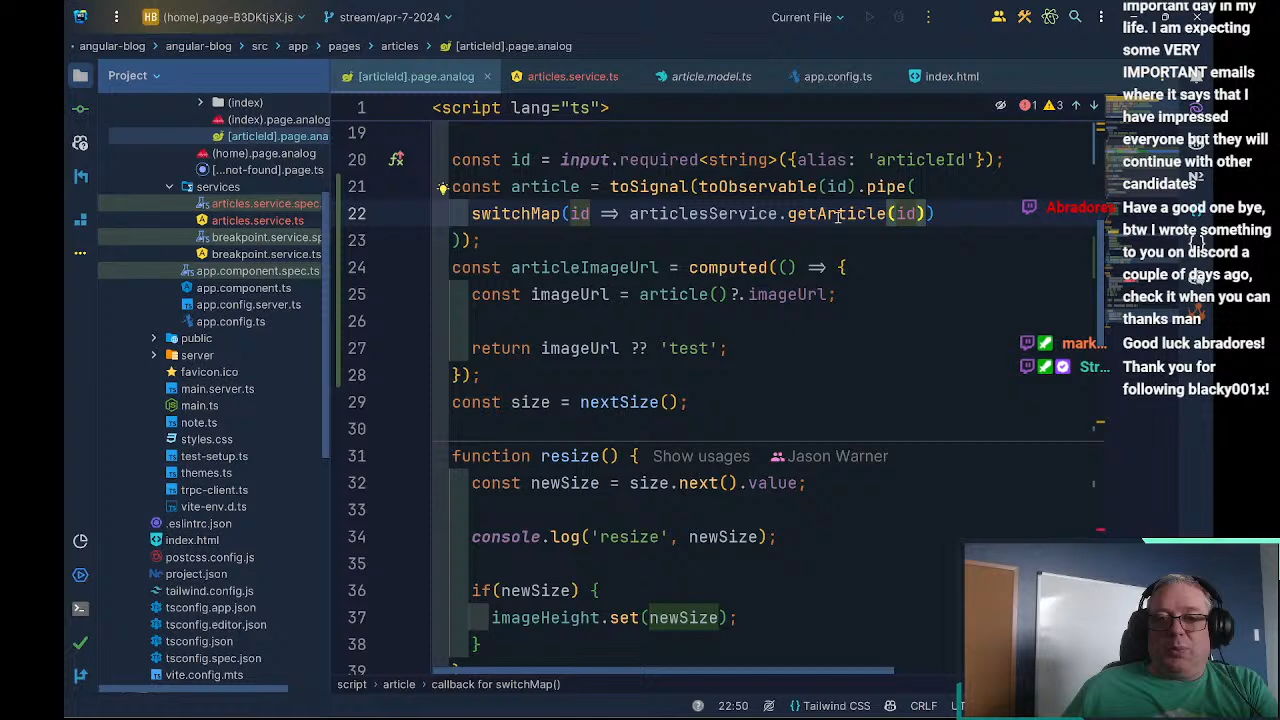 HB (home).page-B3DKtjsX.js
stream/apr-7-2024
Current File
angular-blog
angular-blog
src
app
pages
articles
[articleId].page.analog
Project
[articleId].page.analog
articles.service.ts
article.model.ts
app.config.ts
index.html
(index)
(index).page.analog
[articleId].page.ana
(home).page.analog
[...not-found].page.
services
articles.service.spec.
articles.service.ts
breakpoint.service.sp
breakpoint.service.ts
app.component.spec.ts
app.component.ts
app.config.server.ts
app.config.ts
public
server
favicon.ico
main.server.ts
main.ts
note.ts
styles.css
test-setup.ts
themes.ts
trpc-client.ts
vite-env.d.ts
.eslintrc.json
index.html
postcss.config.js
project.json
tailwind.config.js
tsconfig.app.json
tsconfig.editor.json
tsconfig.json
tsconfig.spec.json
vite.config.mts
1 <script lang="ts">
1 3
19
20 const id = input.required<string>({alias: 'articleId'});
21 const article = toSignal(toObservable(id).pipe(
22 switchMap(id => articlesService.getArticle(id))
23 ));
24 const articleImageUrl = computed(() => {
25 const imageUrl = article()?.imageUrl;
26
27 return imageUrl ?? 'test';
28 });
29 const size = nextSize();
30
31 function resize() { Show usages Jason Warner
32 const newSize = size.next().value;
33
34 console.log('resize', newSize);
35
36 if(newSize) {
37 imageHeight.set(newSize);
38 }
39
script
article
callback for switchMap()
22:50
Tailwind CSS
CRLF
important day in my
life. I am expecting
some VERY
IMPORTANT emails
where it says that I
have impressed
everyone but they will
continue with other
candidates
Abradores
Have a good one bye,
btw I wrote something
to you on discord a
couple of days ago,
check it when you can
thanks man
mark...
Good luck abradores!
Str...
Thank you for
following blacky001x!